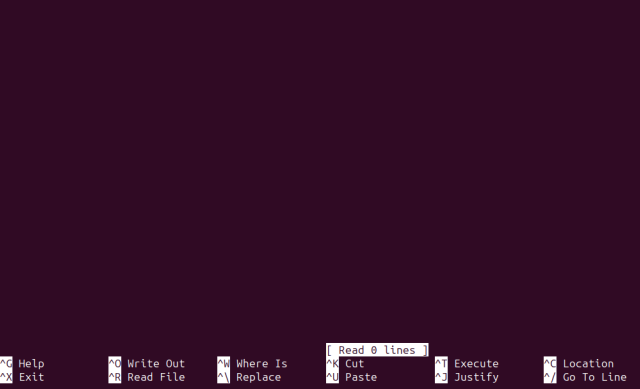 [ Read 0 lines ]
^G Help ^O Write Out ^W Where Is ^K Cut ^T Execute ^C Location
^X Exit ^R Read File ^\ Replace ^U Paste ^J Justify ^/ Go To Line